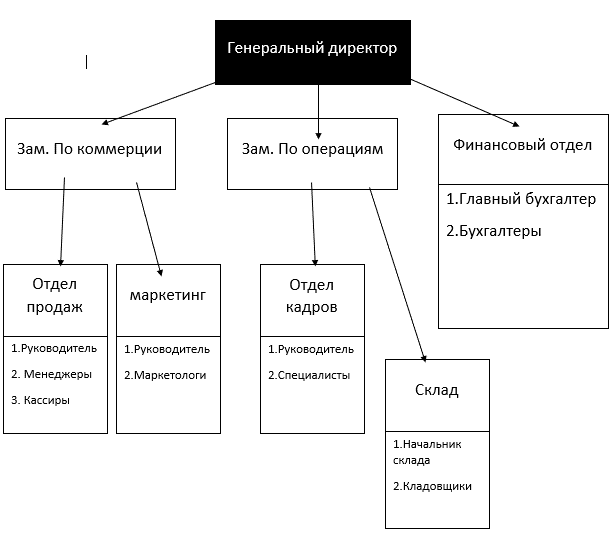 Генеральный директор
Зам. По коммерции
Зам. По операциям
Финансовый отдел
1.Главный бухгалтер
2.Бухгалтеры
Отдел
продаж
1.Руководитель
2. Менеджеры
3. Кассиры
маркетинг
1.Руководитель
2.Маркетологи
Отдел
кадров
1.Руководитель
2.Специалисты
Склад
1.Начальник
склада
2.Кладовщики